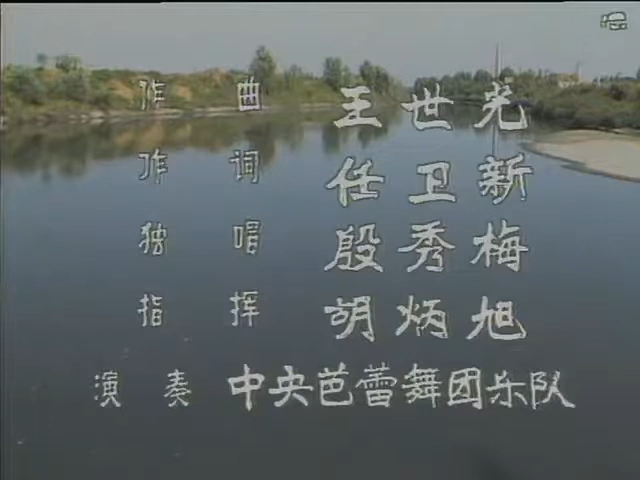 作曲 王世光
作词 任卫新
独唱 殷秀梅
指挥 胡炳旭
演奏 中央芭蕾舞团乐队